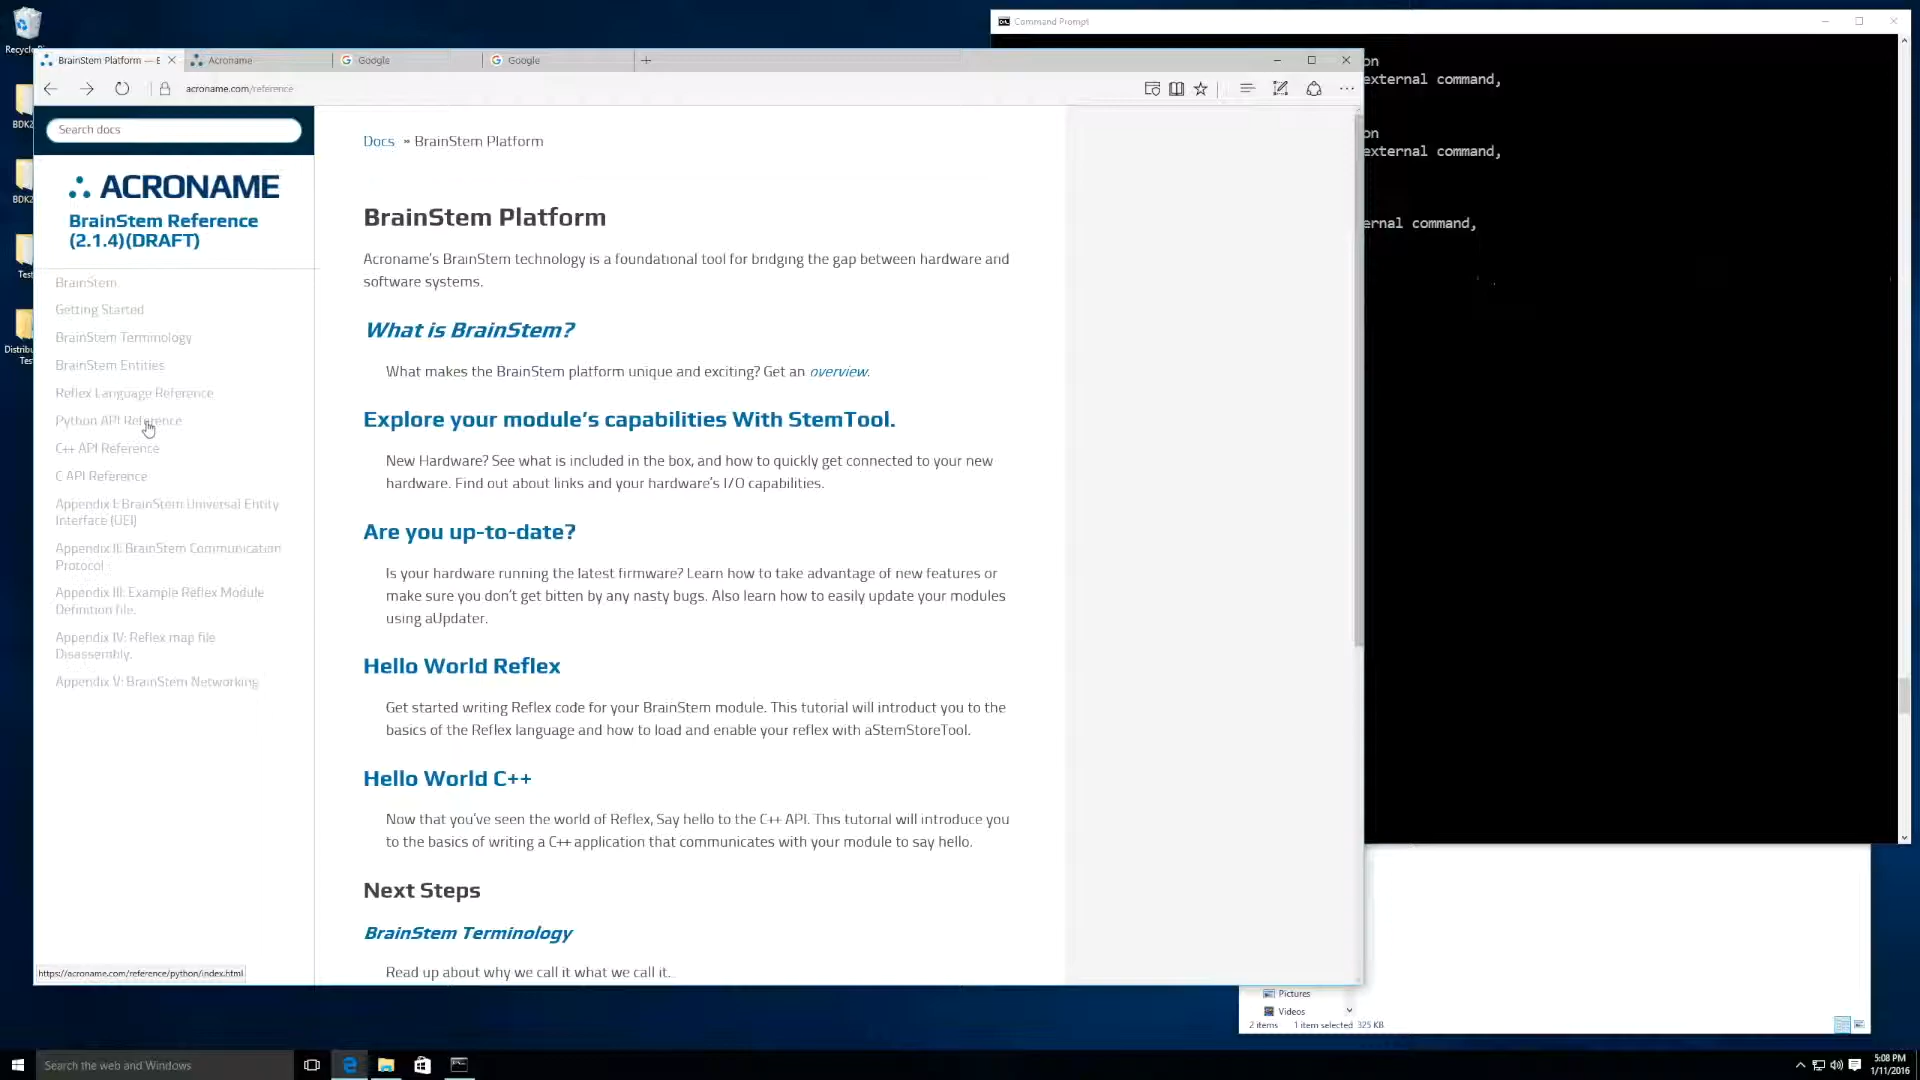 Command Prompt
BrainStem Platform — E
Acroname
Google
Google
acroname.com/reference
Search docs
ACRONAME
BrainStem Reference
(2.1.4)(DRAFT)
BrainStem
Getting Started
BrainStem Terminology
BrainStem Entities
Reflex Language Reference
Python API Reference
C++ API Reference
C API Reference
Appendix I: BrainStem Universal Entity
Interface (UEI)
Appendix II: BrainStem Communication
Protocol
Appendix III: Example Reflex Module
Definition file.
Appendix IV: Reflex map file
Disassembly.
Appendix V: BrainStem Networking
https://acroname.com/reference/python/index.html
Docs » BrainStem Platform
BrainStem Platform
Acroname's BrainStem technology is a foundational tool for bridging the gap between hardware and
software systems.
What is BrainStem?
What makes the BrainStem platform unique and exciting? Get an overview.
Explore your module's capabilities With StemTool.
New Hardware? See what is included in the box, and how to quickly get connected to your new
hardware. Find out about links and your hardware's I/O capabilities.
Are you up-to-date?
Is your hardware running the latest firmware? Learn how to take advantage of new features or
make sure you don't get bitten by any nasty bugs. Also learn how to easily update your modules
using aUpdater.
Hello World Reflex
Get started writing Reflex code for your BrainStem module. This tutorial will introduce you to the
basics of the Reflex language and how to load and enable your reflex with aStemStoreTool.
Hello World C++
Now that you've seen the world of Reflex, Say hello to the C++ API. This tutorial will introduce you
to the basics of writing a C++ application that communicates with your module to say hello.
Next Steps
BrainStem Terminology
Read up about why we call it what we call it.
on
external command,
on
external command,
ernal command,
Recycle
BDK2
BDK2
Test
Distribu
Tes
Pictures
Videos
2 items 1 item selected 325 KB
Search the web and Windows
5:08 PM
1/11/2016